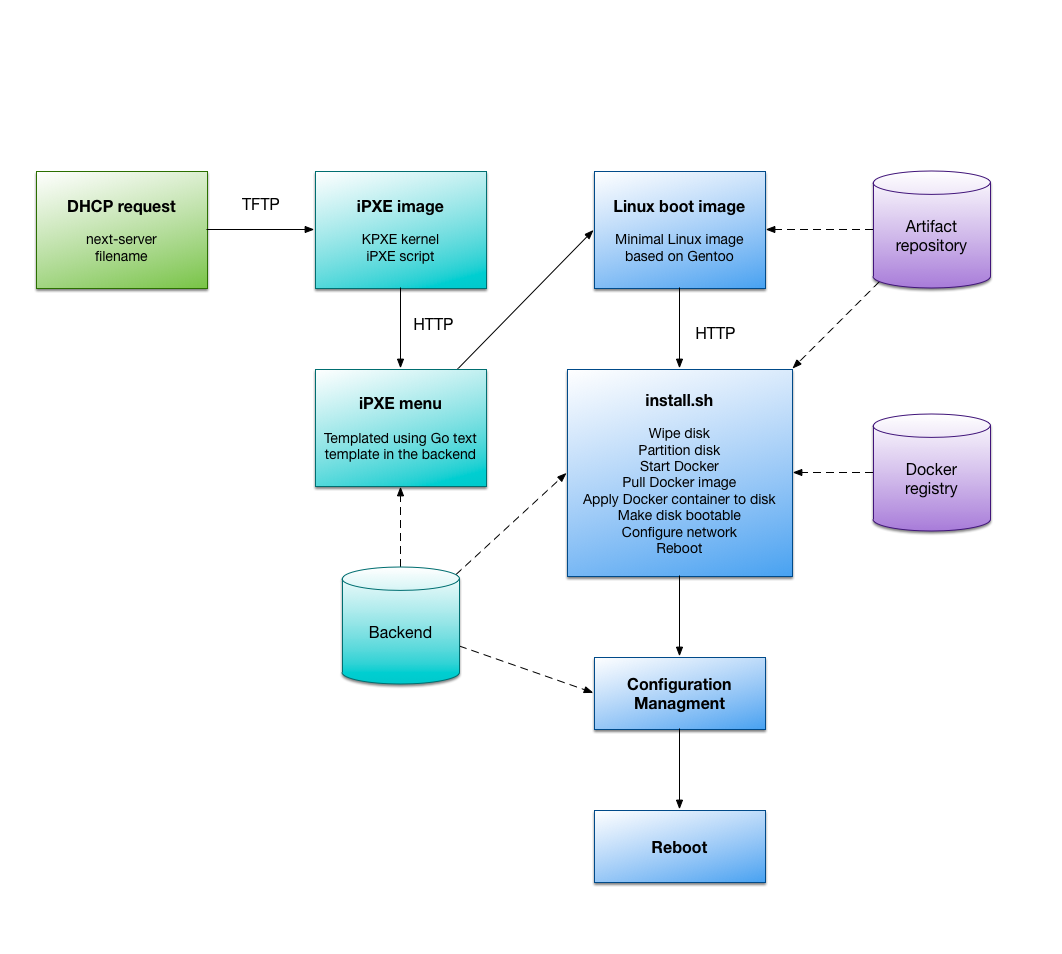 DHCP request
next-server
filename
TFTP
iPXE image
KPXE kernel
iPXE script
HTTP
iPXE menu
Templated using Go text
template in the backend
Backend
Linux boot image
Minimal Linux image
based on Gentoo
HTTP
install.sh
Wipe disk
Partition disk
Start Docker
Pull Docker image
Apply Docker container to disk
Make disk bootable
Configure network
Reboot
Configuration
Managment
Reboot
Artifact
repository
Docker
registry